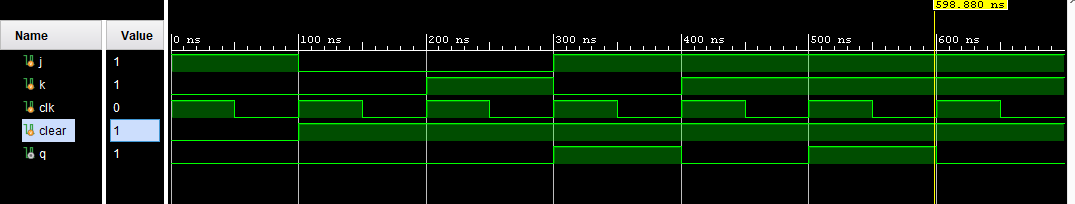 598.880 ns
Name Value
0 ns 100 ns 200 ns 300 ns 400 ns 500 ns 600 ns
j 1
k 1
clk 0
clear 1
q 1